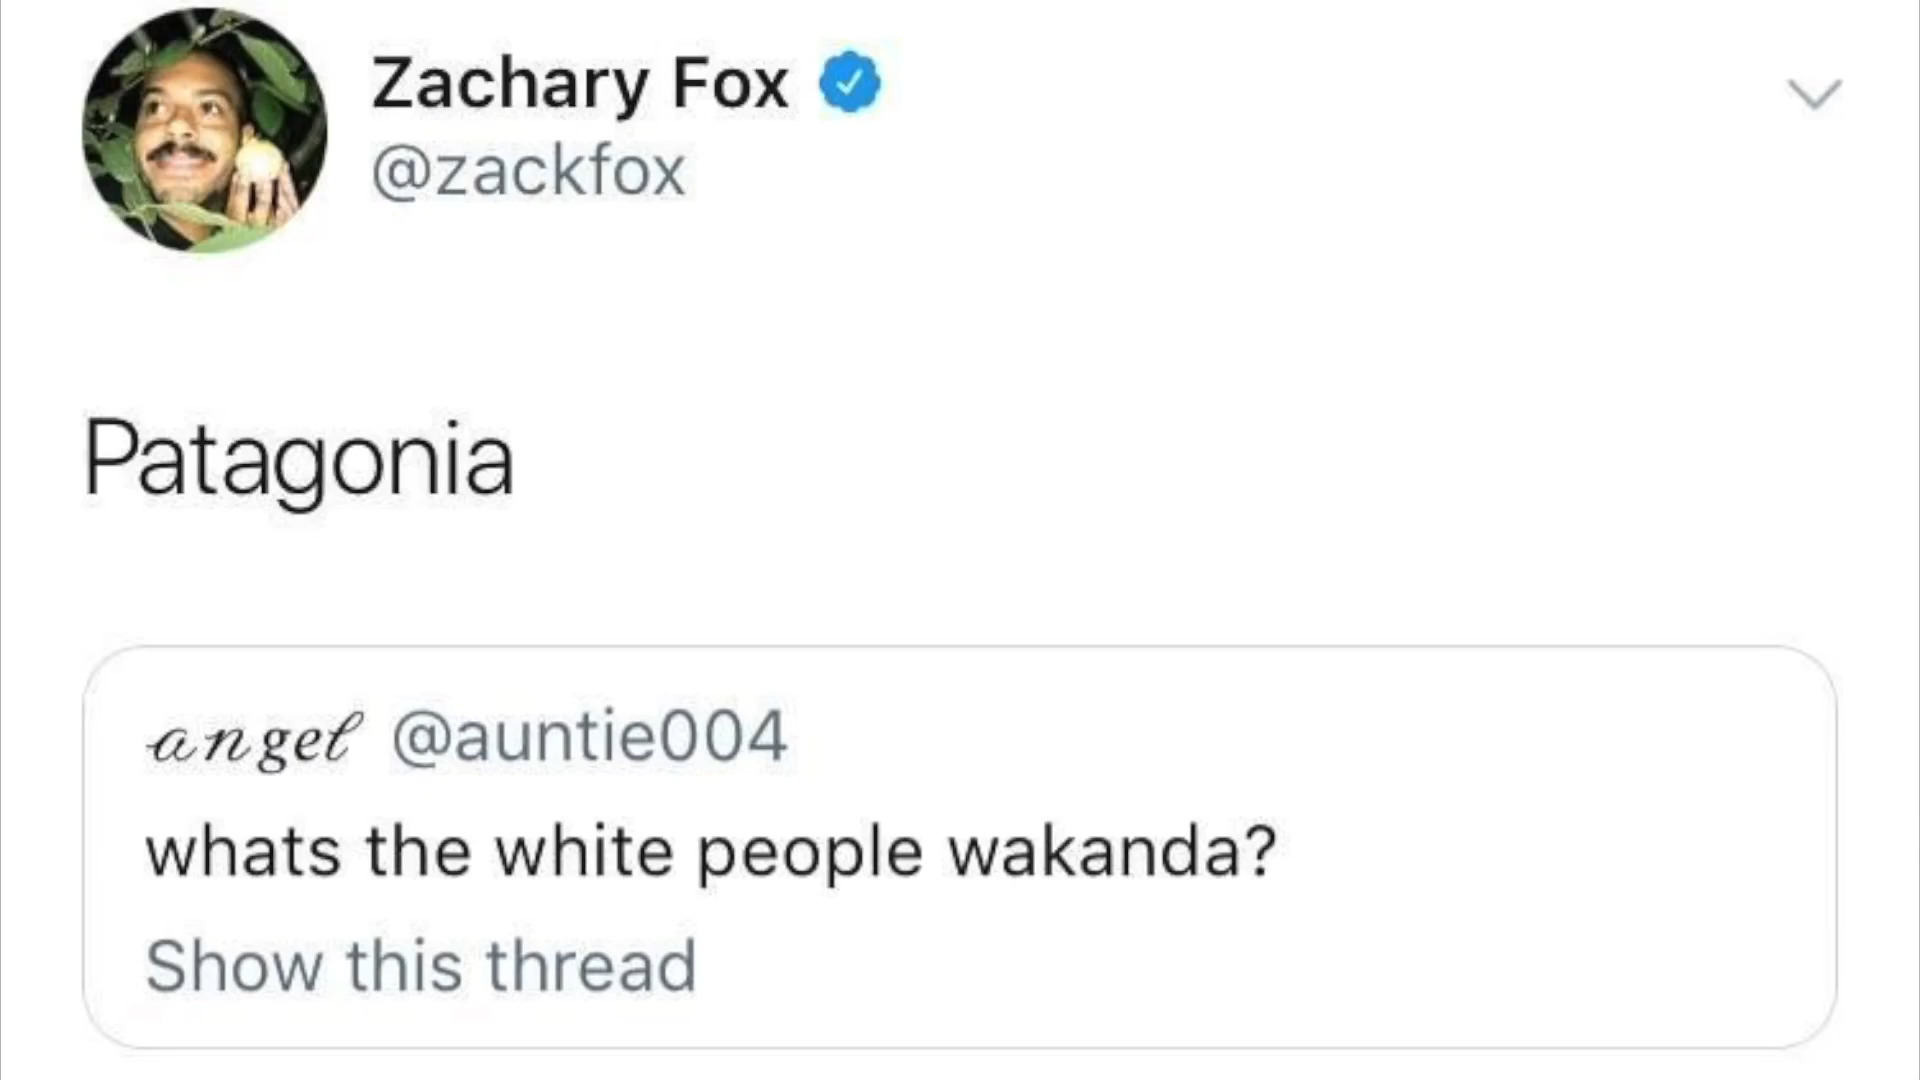 Zachary Fox
@zackfox
Patagonia
angel @auntie004
whats the white people wakanda?
Show this thread